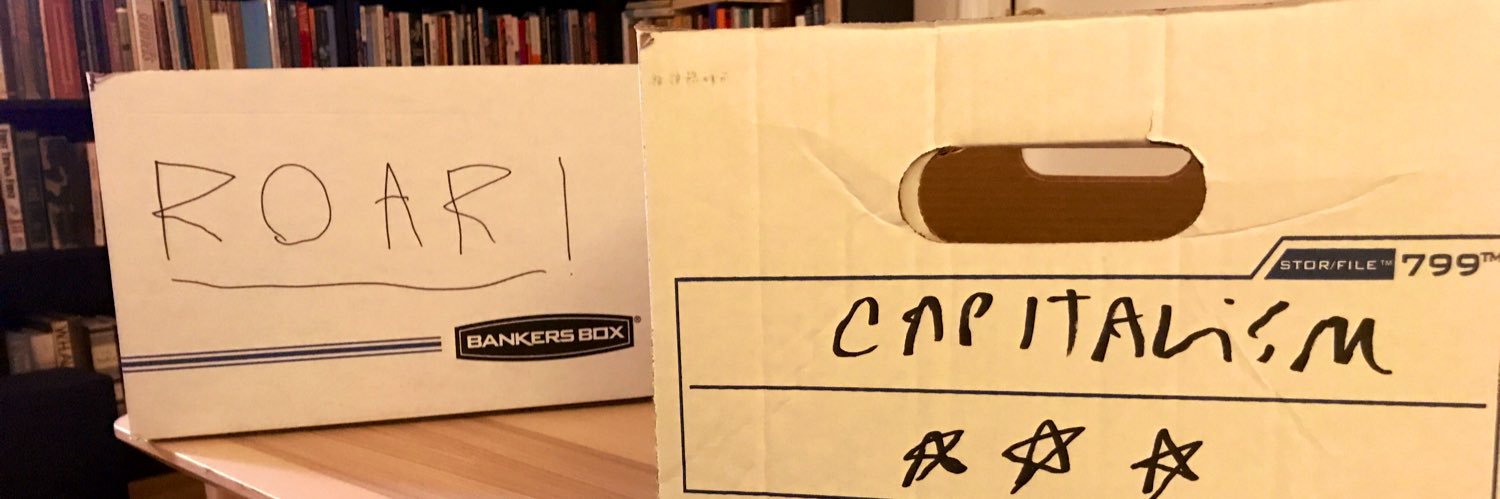 ROAR!
BANKERS BOX®
STOR/FILE™ 799™
CAPITALiSM